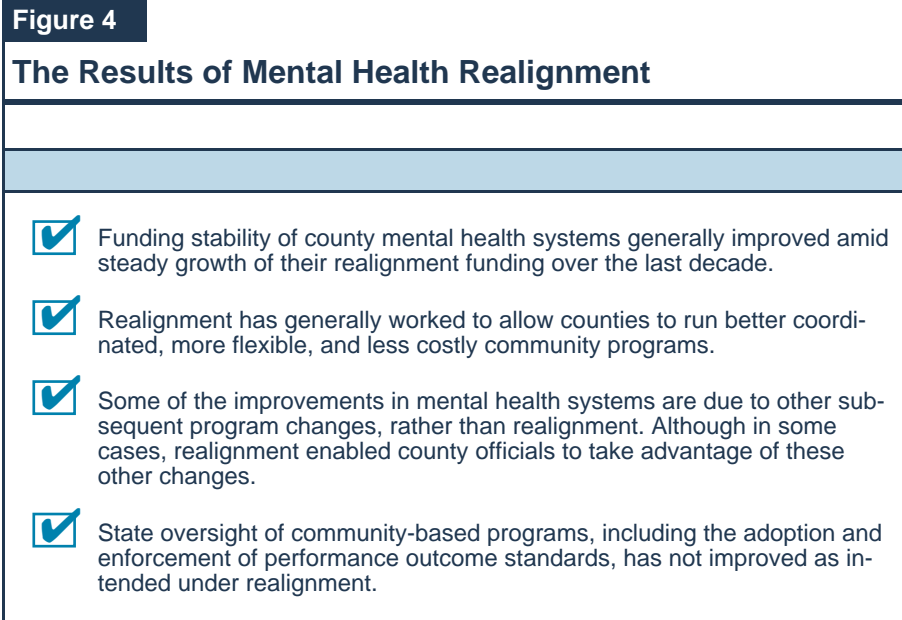 Figure 4
The Results of Mental Health Realignment
Funding stability of county mental health systems generally improved amid
steady growth of their realignment funding over the last decade.
Realignment has generally worked to allow counties to run better coordi-
nated, more flexible, and less costly community programs.
Some of the improvements in mental health systems are due to other sub-
sequent program changes, rather than realignment. Although in some
cases, realignment enabled county officials to take advantage of these
other changes.
State oversight of community-based programs, including the adoption and
enforcement of performance outcome standards, has not improved as in-
tended under realignment.